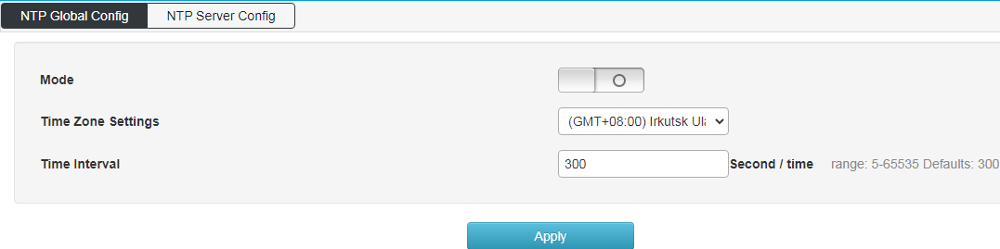 NTP Global Config NTP Server Config
Mode
Time Zone Settings (GMT+08:00) Irkutsk
Time Interval 300 Second / time range: 5-65535 Defaults: 300
Apply